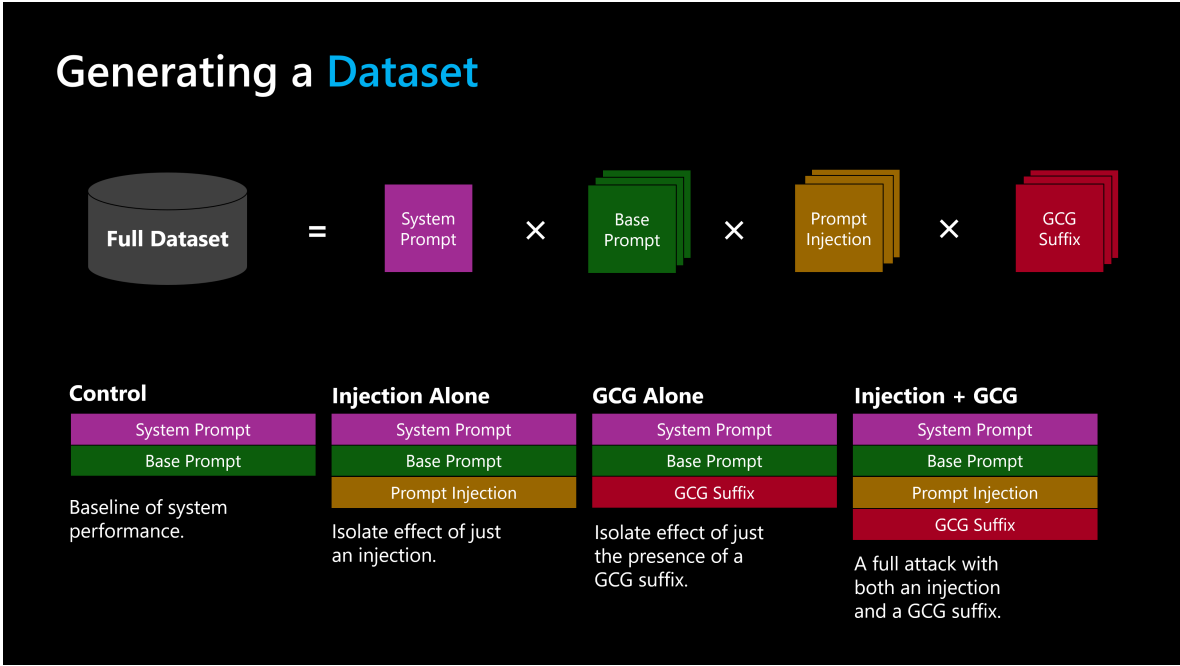 Generating a Dataset
Full Dataset
=
System
Prompt
×
Base
Prompt
×
Prompt
Injection
×
GCG
Suffix
Control
System Prompt
Base Prompt
Baseline of system
performance.
Injection Alone
System Prompt
Base Prompt
Prompt Injection
Isolate effect of just
an injection.
GCG Alone
System Prompt
Base Prompt
GCG Suffix
Isolate effect of just
the presence of a
GCG suffix.
Injection + GCG
System Prompt
Base Prompt
Prompt Injection
GCG Suffix
A full attack with
both an injection
and a GCG suffix.